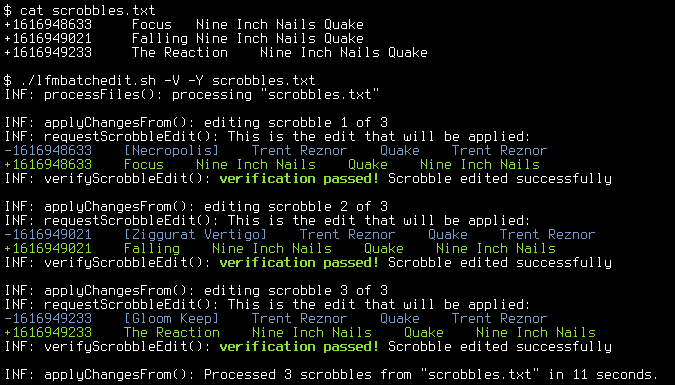 $ cat scrobbles.txt
+1616948633 Focus Nine Inch Nails Quake
+1616949021 Falling Nine Inch Nails Quake
+1616949233 The Reaction Nine Inch Nails Quake
$ ./lfmbatchedit.sh -V -Y scrobbles.txt
INF: processFiles(): processing "scrobbles.txt"
INF: applyChangesFrom(): editing scrobble 1 of 3
INF: requestScrobbleEdit(): This is the edit that will be applied:
-1616948633 [Necropolis] Trent Reznor Quake Trent Reznor
+1616948633 Focus Nine Inch Nails Quake Nine Inch Nails
INF: verifyScrobbleEdit(): verification passed! Scrobble edited successfully
INF: applyChangesFrom(): editing scrobble 2 of 3
INF: requestScrobbleEdit(): This is the edit that will be applied:
-1616949021 [Ziggurat Vertigo] Trent Reznor Quake Trent Reznor
+1616949021 Falling Nine Inch Nails Quake Nine Inch Nails
INF: verifyScrobbleEdit(): verification passed! Scrobble edited successfully
INF: applyChangesFrom(): editing scrobble 3 of 3
INF: requestScrobbleEdit(): This is the edit that will be applied:
-1616949233 [Gloom Keep] Trent Reznor Quake Trent Reznor
+1616949233 The Reaction Nine Inch Nails Quake Nine Inch Nails
INF: verifyScrobbleEdit(): verification passed! Scrobble edited successfully
INF: applyChangesFrom(): Processed 3 scrobbles from "scrobbles.txt" in 11 seconds.